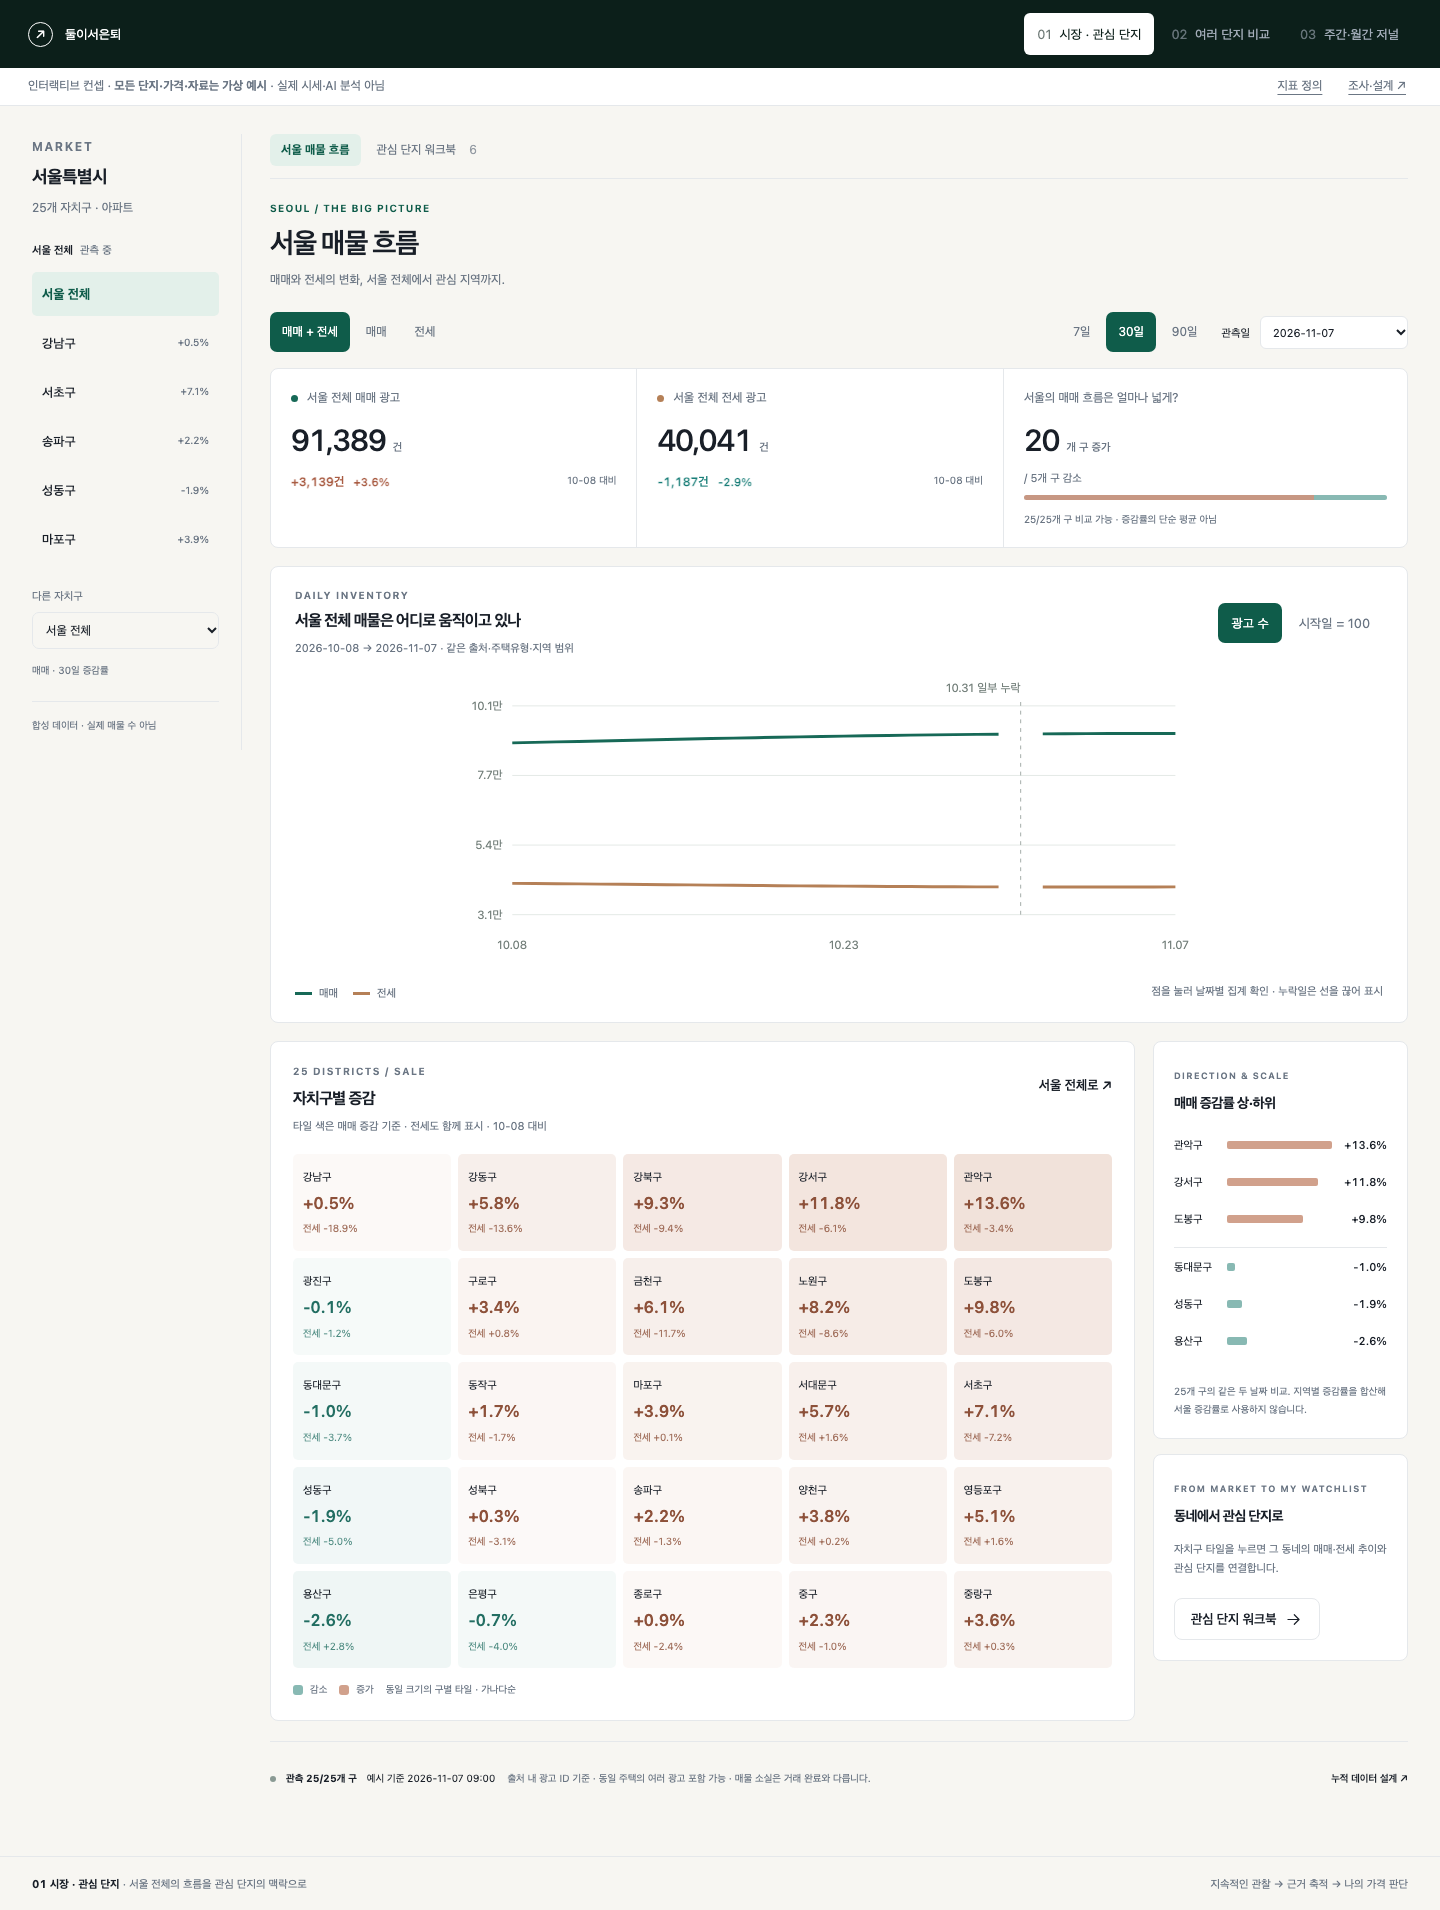 둘이서은퇴
01 시장 · 관심 단지
02 여러 단지 비교
03 주간·월간 저널
인터랙티브 컨셉 · 모든 단지·가격·자료는 가상 예시 · 실제 시세·AI 분석 아님
지표 정의
조사·설계 ↗
MARKET
서울특별시
25개 자치구 · 아파트
서울 전체 관측 중
서울 전체
강남구 +0.5%
서초구 +7.1%
송파구 +2.2%
성동구 -1.9%
마포구 +3.9%
다른 자치구
서울 전체
매매 · 30일 증감률
합성 데이터 · 실제 매물 수 아님
서울 매물 흐름
관심 단지 워크북 6
SEOUL / THE BIG PICTURE
서울 매물 흐름
매매와 전세의 변화, 서울 전체에서 관심 지역까지.
매매 + 전세
매매
전세
7일
30일
90일
관측일
2026-11-07
서울 전체 매매 광고
91,389 건
+3,139건 +3.6%
10-08 대비
서울 전체 전세 광고
40,041 건
-1,187건 -2.9%
10-08 대비
서울의 매매 흐름은 얼마나 넓게?
20 개 구 증가
/ 5개 구 감소
25/25개 구 비교 가능 · 증감률의 단순 평균 아님
DAILY INVENTORY
서울 전체 매물은 어디로 움직이고 있나
2026-10-08 → 2026-11-07 · 같은 출처·주택유형·지역 범위
광고 수
시작일 = 100
10.31 일부 누락
10.1만
7.7만
5.4만
3.1만
10.08
10.23
11.07
매매
전세
점을 눌러 날짜별 집계 확인 · 누락일은 선을 끊어 표시
25 DISTRICTS / SALE
자치구별 증감
타일 색은 매매 증감 기준 · 전세도 함께 표시 · 10-08 대비
서울 전체로 ↗
강남구
+0.5%
전세 -18.9%
강동구
+5.8%
전세 -13.6%
강북구
+9.3%
전세 -9.4%
강서구
+11.8%
전세 -6.1%
관악구
+13.6%
전세 -3.4%
광진구
-0.1%
전세 -1.2%
구로구
+3.4%
전세 +0.8%
금천구
+6.1%
전세 -11.7%
노원구
+8.2%
전세 -8.6%
도봉구
+9.8%
전세 -6.0%
동대문구
-1.0%
전세 -3.7%
동작구
+1.7%
전세 -1.7%
마포구
+3.9%
전세 +0.1%
서대문구
+5.7%
전세 +1.6%
서초구
+7.1%
전세 -7.2%
성동구
-1.9%
전세 -5.0%
성북구
+0.3%
전세 -3.1%
송파구
+2.2%
전세 -1.3%
양천구
+3.8%
전세 +0.2%
영등포구
+5.1%
전세 +1.6%
용산구
-2.6%
전세 +2.8%
은평구
-0.7%
전세 -4.0%
종로구
+0.9%
전세 -2.4%
중구
+2.3%
전세 -1.0%
중랑구
+3.6%
전세 +0.3%
감소
증가
동일 크기의 구별 타일 · 가나다순
DIRECTION & SCALE
매매 증감률 상·하위
관악구 +13.6%
강서구 +11.8%
도봉구 +9.8%
동대문구 -1.0%
성동구 -1.9%
용산구 -2.6%
25개 구의 같은 두 날짜 비교. 지역별 증감률을 합산해
서울 증감률로 사용하지 않습니다.
FROM MARKET TO MY WATCHLIST
동네에서 관심 단지로
자치구 타일을 누르면 그 동네의 매매·전세 추이와
관심 단지를 연결합니다.
관심 단지 워크북 →
관측 25/25개 구 예시 기준 2026-11-07 09:00 출처 내 광고 ID 기준 · 동일 주택의 여러 광고 포함 가능 · 매물 소실은 거래 완료와 다릅니다.
누적 데이터 설계 ↗
01 시장 · 관심 단지 · 서울 전체의 흐름을 관심 단지의 맥락으로
지속적인 관찰 → 근거 축적 → 나의 가격 판단